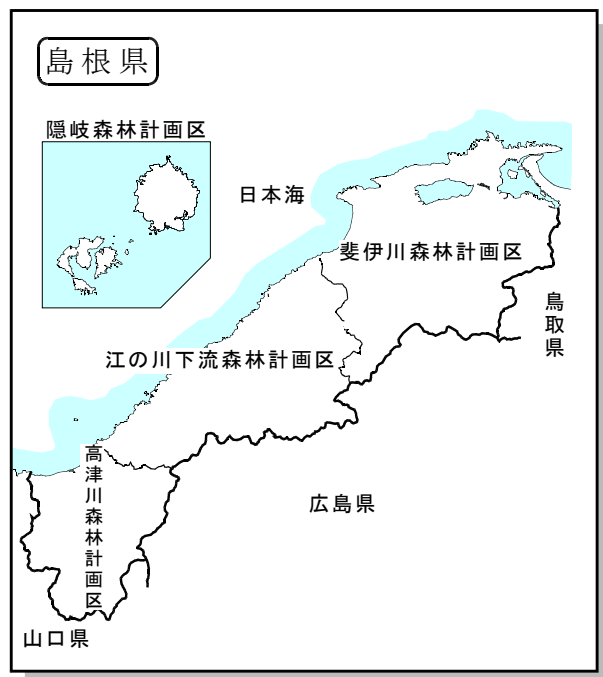 島根県
隠岐森林計画区
日本海
斐伊川森林計画区
鳥取県
江の川下流森林計画区
高津川森林計画区
広島県
山口県